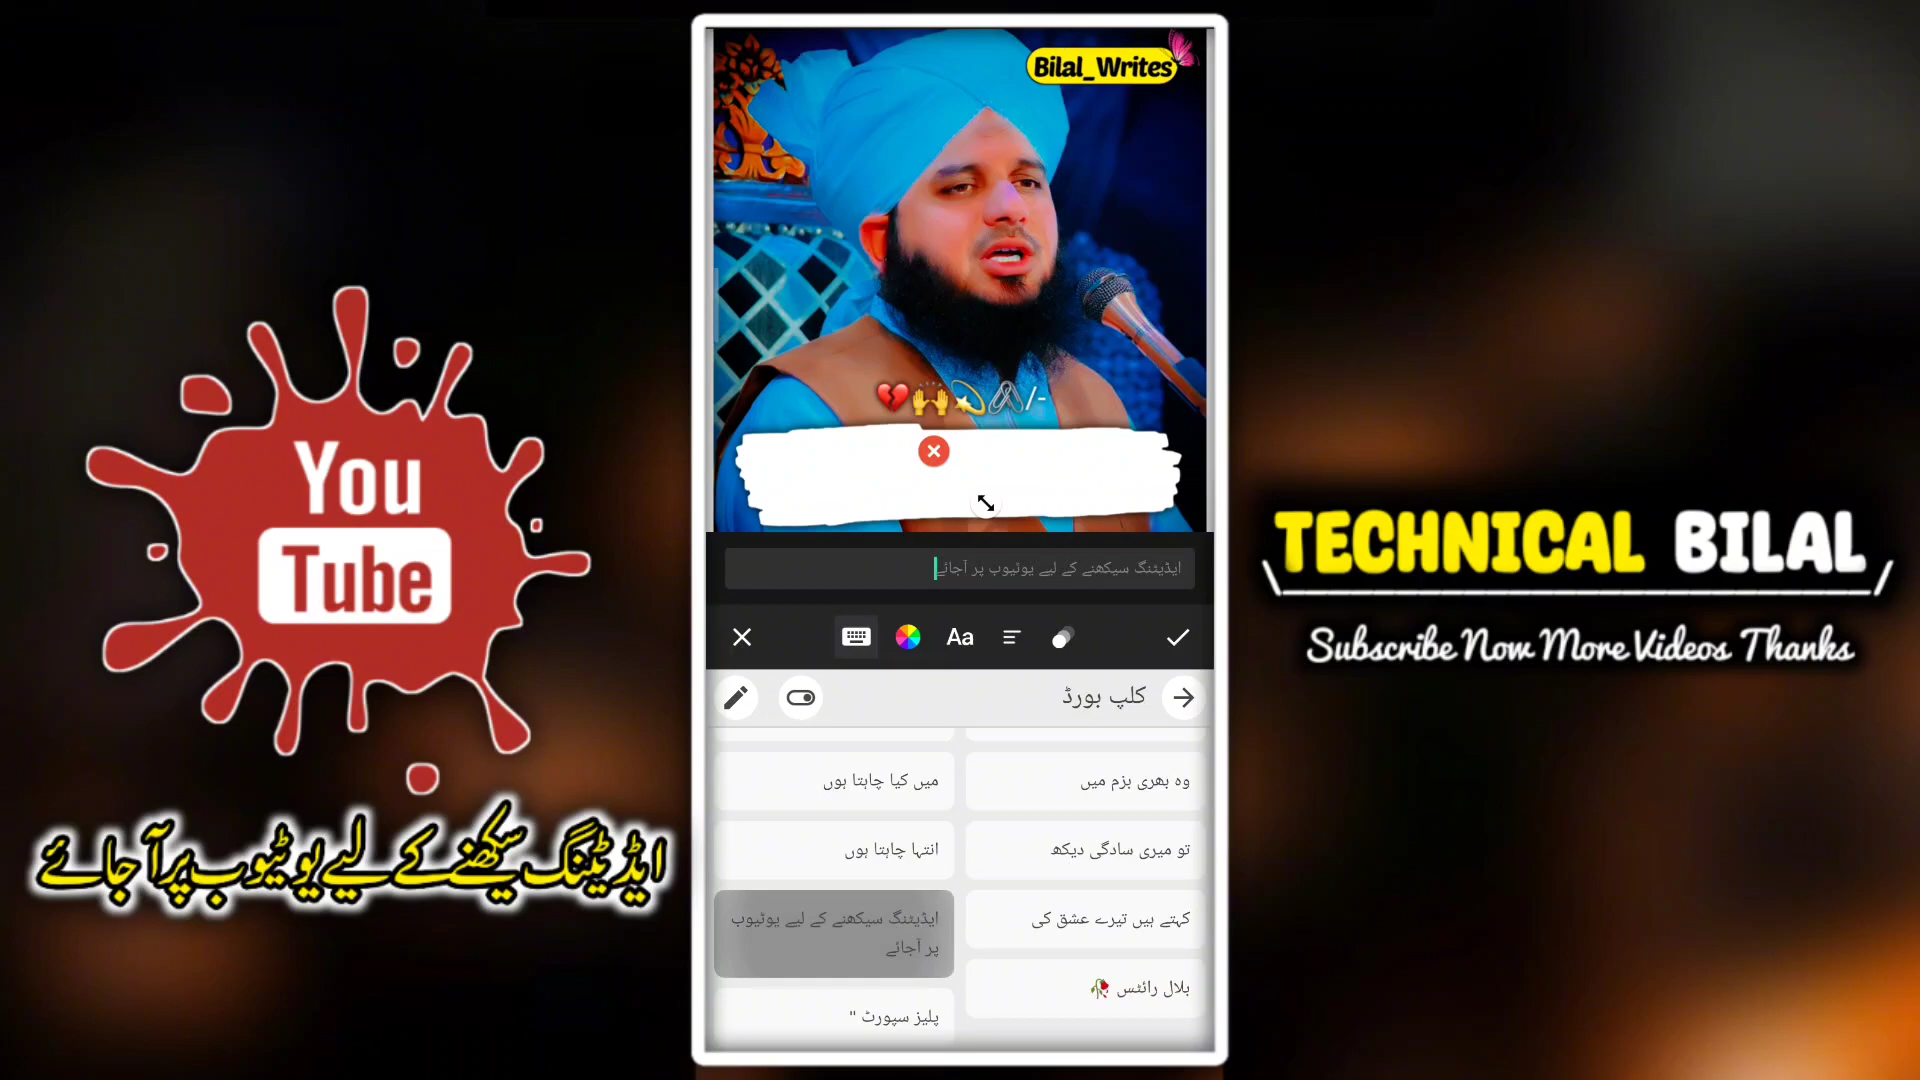 Bilal_Writes
/-
ایڈیٹنگ سیکھنے کے لیے یوٹیوب پر آجائے
Aa
کلپ بورڈ
وہ بھری بزم میں
میں کیا چاہتا ہوں
تو میری سادگی دیکھ
انتہا چاہتا ہوں
کہتے ہیں تیرے عشق کی
ایڈیٹنگ سیکھنے کے لیے یوٹیوب
پر آجائے
بلال رائٹس 🥀
پلیز سپورٹ "
You
Tube
ایڈیٹنگ سیکھنے کے لیے یوٹیوب پر آ جائے
TECHNICAL BILAL
Subscribe Now More Videos Thanks